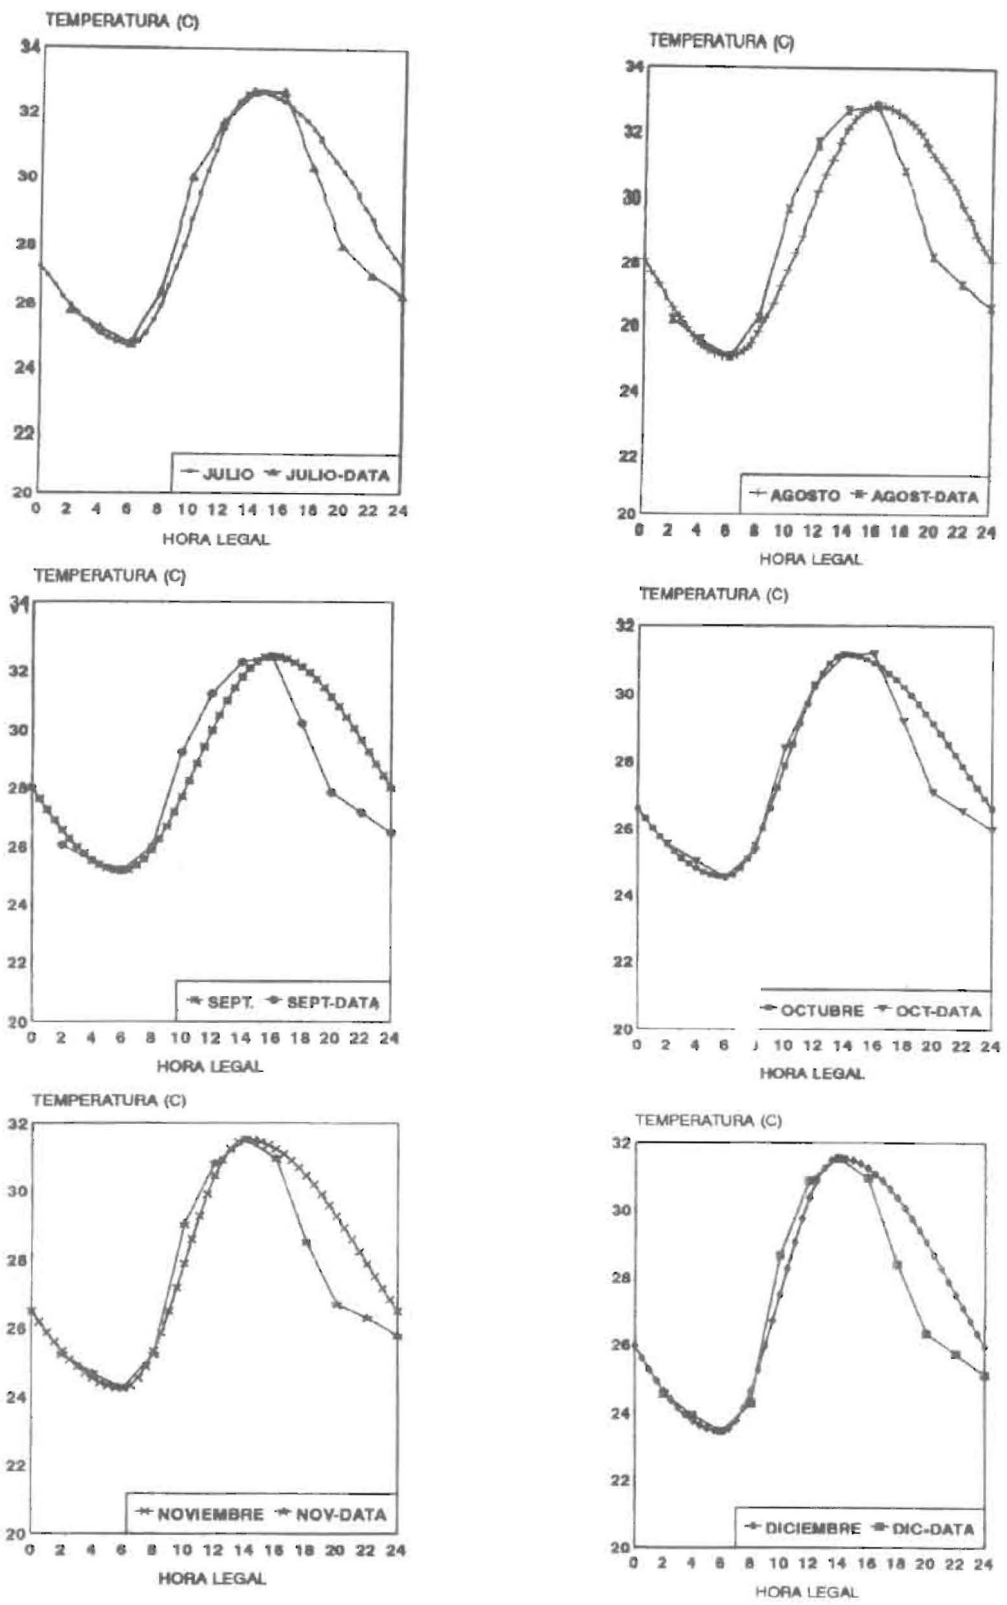 TEMPERATURA (C)
34
32
30
28
26
24
22
20
JULIO JULIO-DATA
0 2 4 6 8 10 12 14 16 18 20 22 24
HORA LEGAL
TEMPERATURA (C)
34
32
30
28
26
24
22
20
AGOSTO AGOST-DATA
0 2 4 6 8 10 12 14 16 18 20 22 24
HORA LEGAL
TEMPERATURA (C)
34
32
30
28
26
24
22
20
SEPT. SEPT-DATA
0 2 4 6 8 10 12 14 16 18 20 22 24
HORA LEGAL
TEMPERATURA (C)
32
30
28
26
24
22
20
OCTUBRE OCT-DATA
0 2 4 6 10 12 14 16 18 20 22 24
HORA LEGAL
TEMPERATURA (C)
32
30
28
26
24
22
20
NOVIEMBRE NOV-DATA
0 2 4 6 8 10 12 14 16 18 20 22 24
HORA LEGAL
TEMPERATURA (C)
32
30
28
26
24
22
20
DICIEMBRE DIC-DATA
0 2 4 6 8 10 12 14 16 18 20 22 24
HORA LEGAL